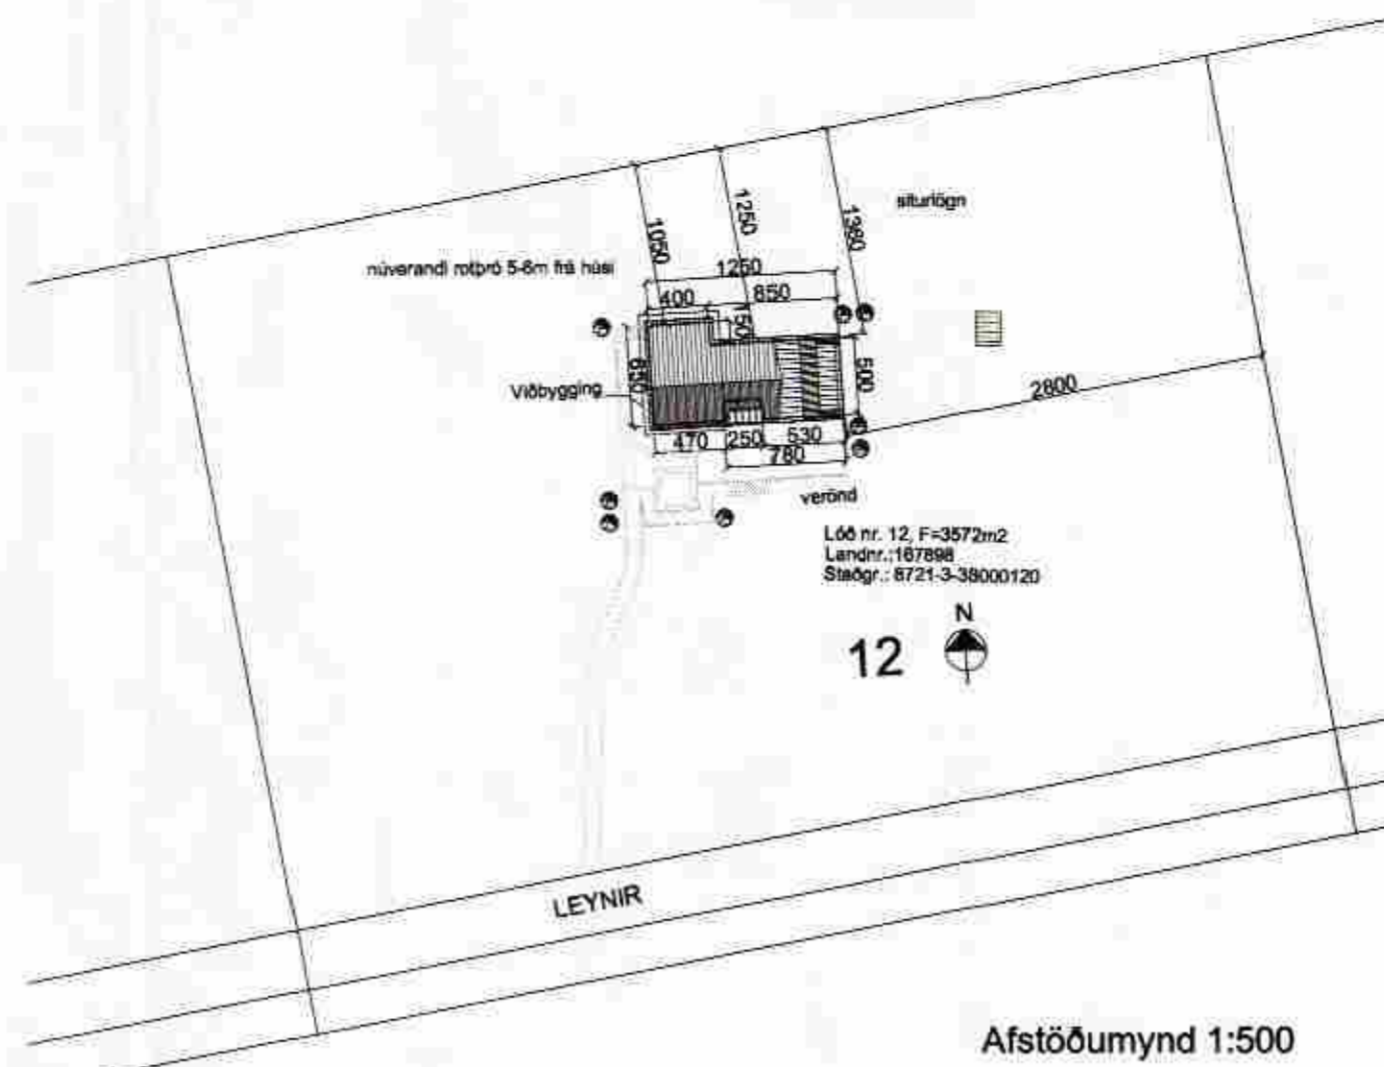 siturlögn
1050
1250
1360
núverandi rotþró 5-6m frá húsi
1250
400
850
150
650
500
Viðbygging
2800
470
250
530
780
verönd
Lóð nr. 12, F=3572m2
Landnr.:167898
Staðgr.: 8721-3-38000120
N
12
LEYNIR
Afstöðumynd 1:500